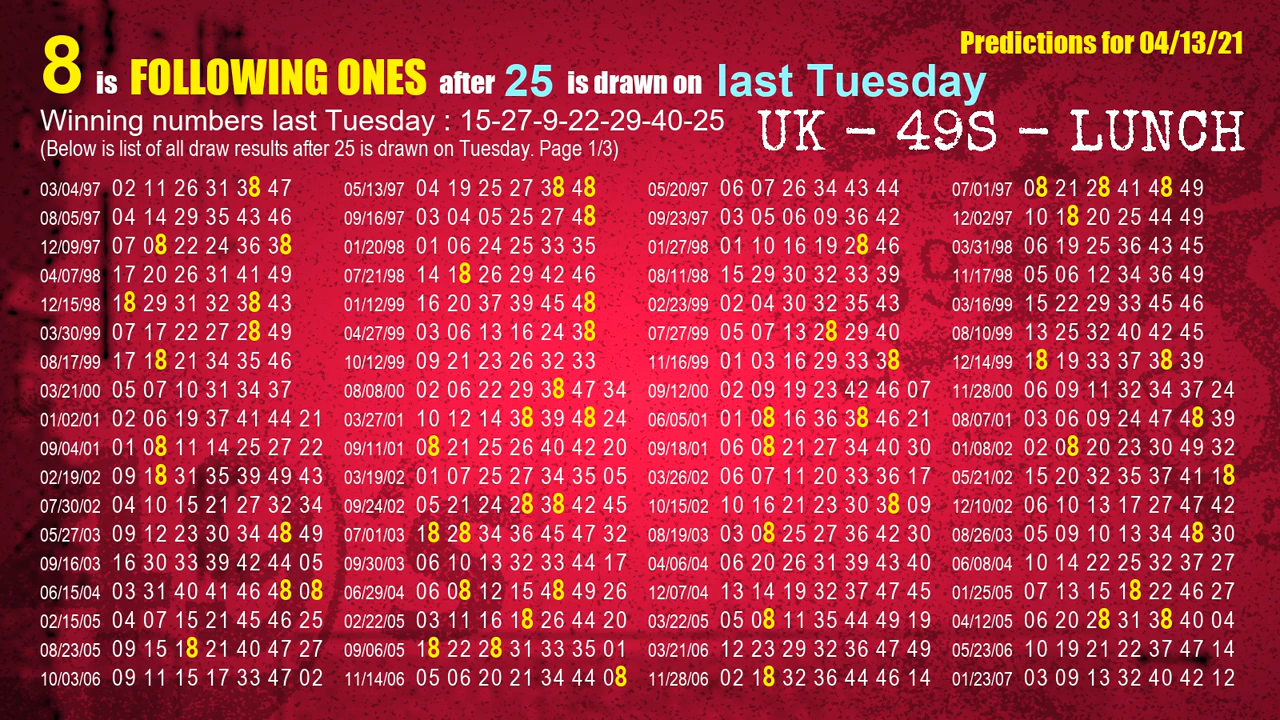 Predictions for 04/13/21
8 is FOLLOWING ONES after 25 is drawn on last Tuesday
Winning numbers last Tuesday : 15-27-9-22-29-40-25
UK - 49S - LUNCH
(Below is list of all draw results after 25 is drawn on Tuesday. Page 1/3)
03/04/97 02 11 26 31 38 47 05/13/97 04 19 25 27 38 48 05/20/97 06 07 26 34 43 44 07/01/97 08 21 28 41 48 49
08/05/97 04 14 29 35 43 46 09/16/97 03 04 05 25 27 48 09/23/97 03 05 06 09 36 42 12/02/97 10 18 20 25 44 49
12/09/97 07 08 22 24 36 38 01/20/98 01 06 24 25 33 35 01/27/98 01 10 16 19 28 46 03/31/98 06 19 25 36 43 45
04/07/98 17 20 26 31 41 49 07/21/98 14 18 26 29 42 46 08/11/98 15 29 30 32 33 39 11/17/98 05 06 12 34 36 49
12/15/98 18 29 31 32 38 43 01/12/99 16 20 37 39 45 48 02/23/99 02 04 30 32 35 43 03/16/99 15 22 29 33 45 46
03/30/99 07 17 22 27 28 49 04/27/99 03 06 13 16 24 38 07/27/99 05 07 13 28 29 40 08/10/99 13 25 32 40 42 45
08/17/99 17 18 21 34 35 46 10/12/99 09 21 23 26 32 33 11/16/99 01 03 16 29 33 38 12/14/99 18 19 33 37 38 39
03/21/00 05 07 10 31 34 37 08/08/00 02 06 22 29 38 47 34 09/12/00 02 09 19 23 42 46 07 11/28/00 06 09 11 32 34 37 24
01/02/01 02 06 19 37 41 44 21 03/27/01 10 12 14 38 39 48 24 06/05/01 01 08 16 36 38 46 21 08/07/01 03 06 09 24 47 48 39
09/04/01 01 08 11 14 25 27 22 09/11/01 08 21 25 26 40 42 20 09/18/01 06 08 21 27 34 40 30 01/08/02 02 08 20 23 30 49 32
02/19/02 09 18 31 35 39 49 43 03/19/02 01 07 25 27 34 35 05 03/26/02 06 07 11 20 33 36 17 05/21/02 15 20 32 35 37 41 18
07/30/02 04 10 15 21 27 32 34 09/24/02 05 21 24 28 38 42 45 10/15/02 10 16 21 23 30 38 09 12/10/02 06 10 13 17 27 47 42
05/27/03 09 12 23 30 34 48 49 07/01/03 18 28 34 36 45 47 32 08/19/03 03 08 25 27 36 42 30 08/26/03 05 09 10 13 34 48 30
09/16/03 16 30 33 39 42 44 05 09/30/03 06 10 13 32 33 44 17 04/06/04 06 20 26 31 39 43 40 06/08/04 10 14 22 25 32 37 27
06/15/04 03 31 40 41 46 48 08 06/29/04 06 08 12 15 48 49 26 12/07/04 13 14 19 32 37 47 45 01/25/05 07 13 15 18 22 46 27
02/15/05 04 07 15 21 45 46 25 02/22/05 03 11 16 18 26 44 20 03/22/05 05 08 11 35 44 49 19 04/12/05 06 20 28 31 38 40 04
08/23/05 09 15 18 21 40 47 27 09/06/05 18 22 28 31 33 35 01 03/21/06 12 23 29 32 36 47 49 05/23/06 10 19 21 22 37 47 14
10/03/06 09 11 15 17 33 47 02 11/14/06 05 06 20 21 34 44 08 11/28/06 02 18 32 36 44 46 14 01/23/07 03 09 13 32 40 42 12